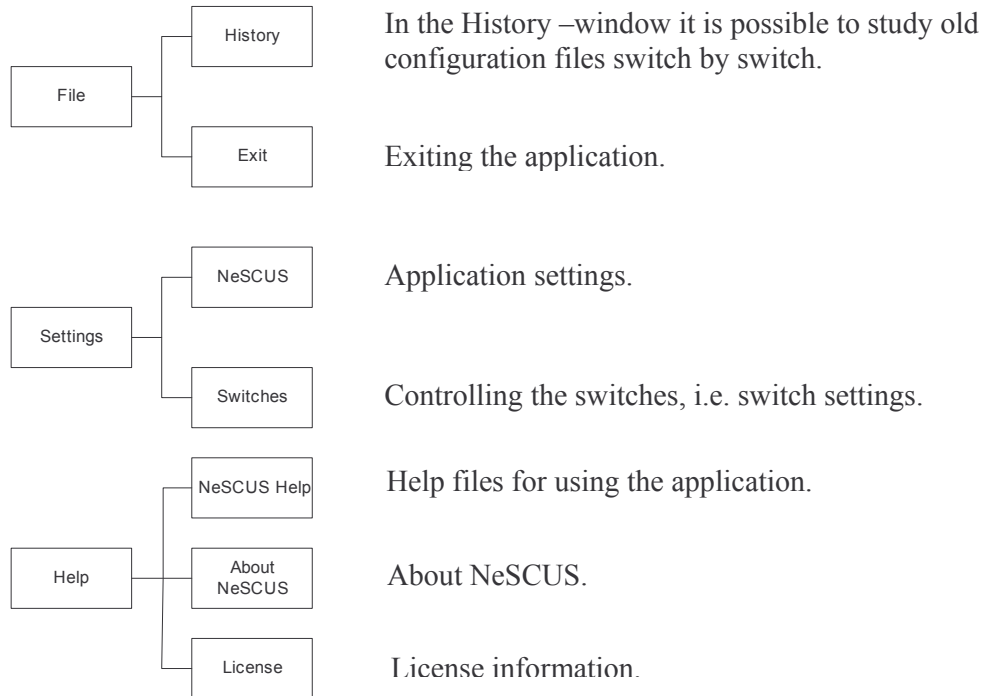 History
In the History –window it is possible to study old
configuration files switch by switch.
File
Exit
Exiting the application.
NeSCUS
Application settings.
Settings
Switches
Controlling the switches, i.e. switch settings.
NeSCUS Help
Help files for using the application.
Help
About
NeSCUS
About NeSCUS.
License
License information.